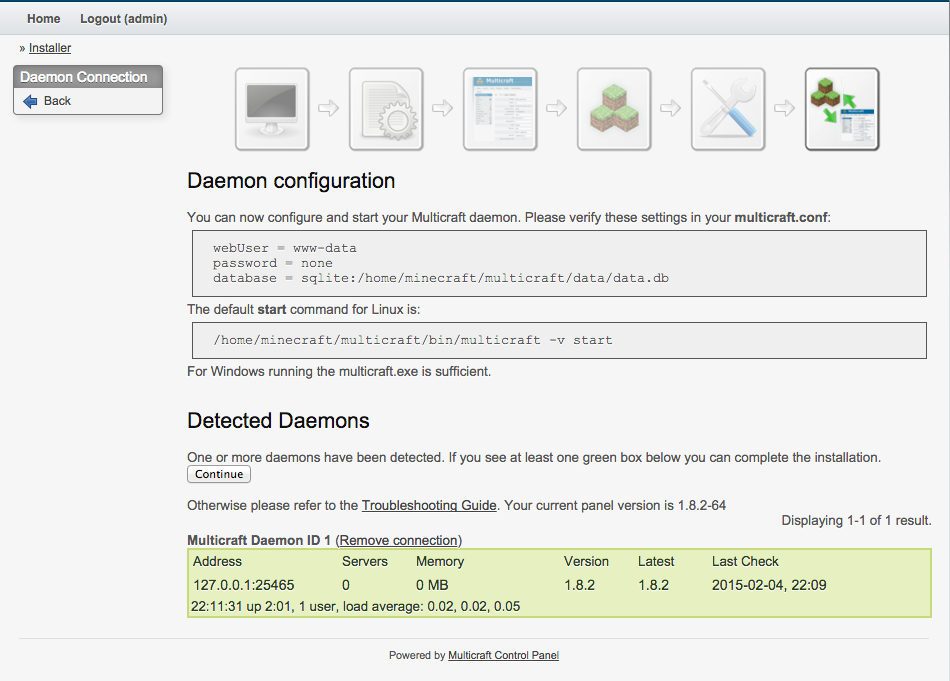 Home Logout (admin)
» Installer
Daemon Connection
Back
Multicraft
Daemon configuration
You can now configure and start your Multicraft daemon. Please verify these settings in your multicraft.conf:
webUser = www-data
password = none
database = sqlite:/home/minecraft/multicraft/data/data.db
The default start command for Linux is:
/home/minecraft/multicraft/bin/multicraft -v start
For Windows running the multicraft.exe is sufficient.
Detected Daemons
One or more daemons have been detected. If you see at least one green box below you can complete the installation.
Continue
Otherwise please refer to the Troubleshooting Guide. Your current panel version is 1.8.2-64
Displaying 1-1 of 1 result.
Multicraft Daemon ID 1 (Remove connection)
Address Servers Memory Version Latest Last Check
127.0.0.1:25465 0 0 MB 1.8.2 1.8.2 2015-02-04, 22:09
22:11:31 up 2:01, 1 user, load average: 0.02, 0.02, 0.05
Powered by Multicraft Control Panel